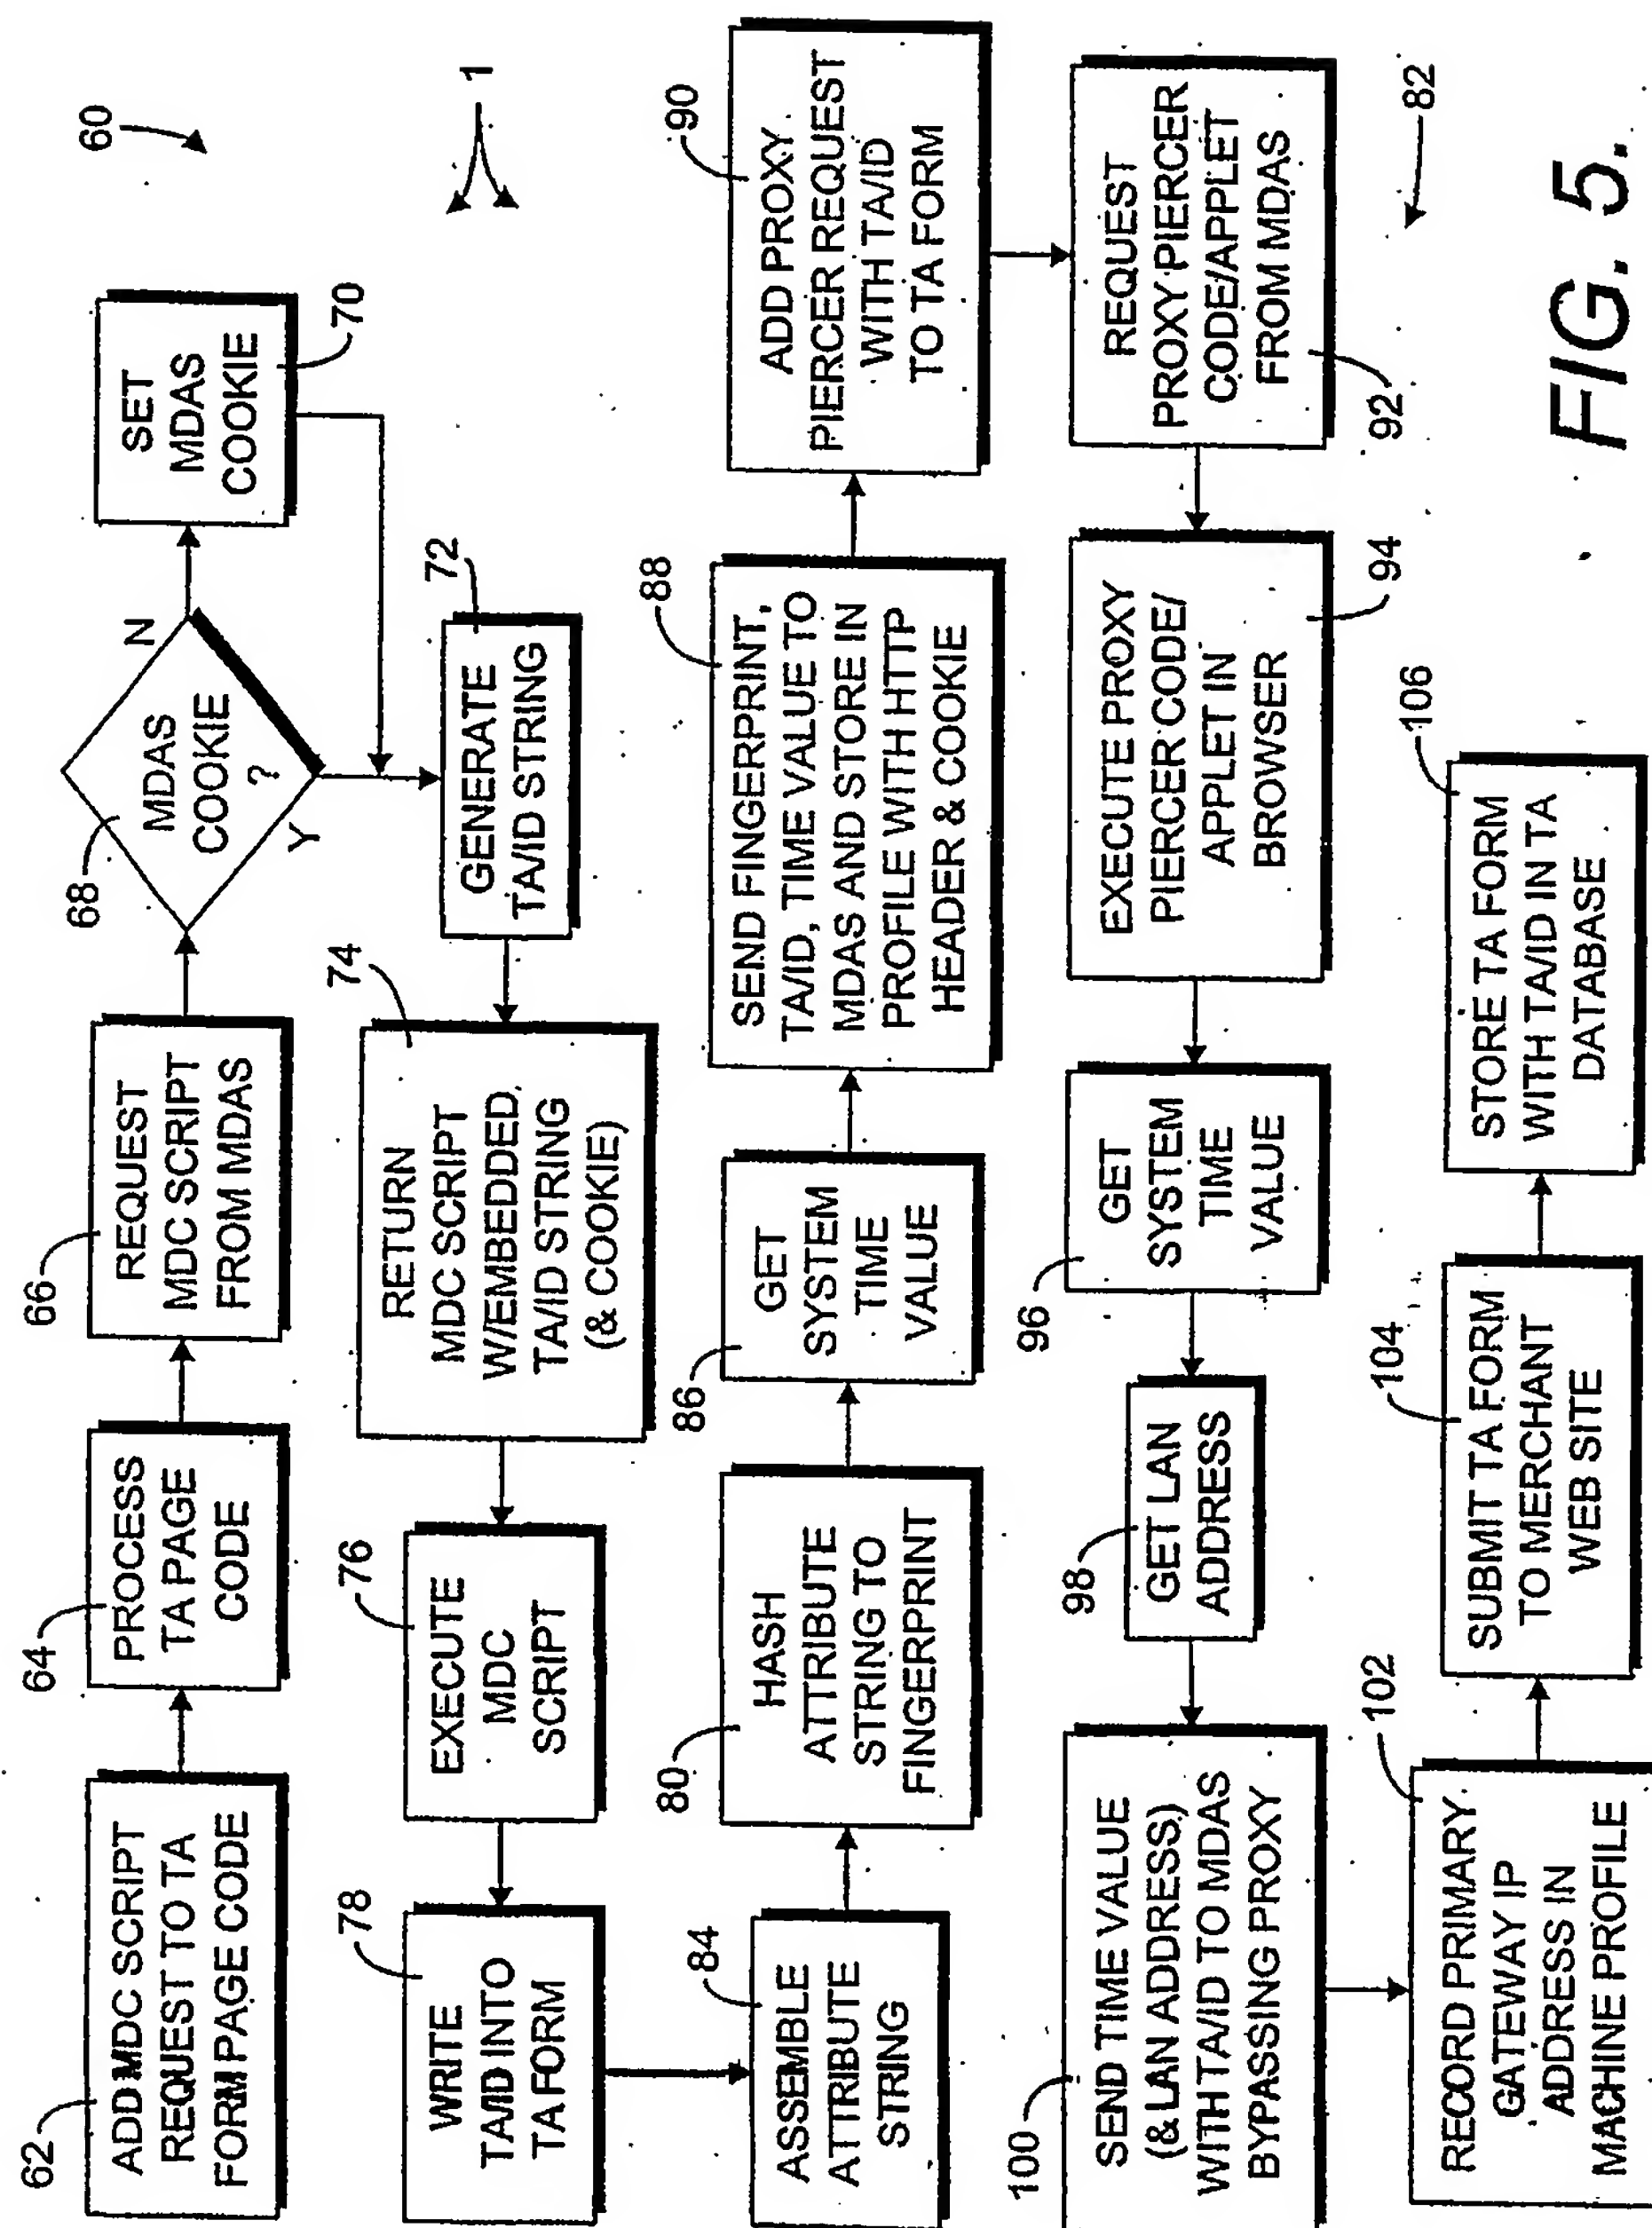 60
1
62
ADD MDC SCRIPT
REQUEST TO TA
FORM PAGE CODE
64
PROCESS
TA PAGE
CODE
66
REQUEST
MDC SCRIPT
FROM MDAS
68
MDAS
COOKIE
?
N
Y
70
SET
MDAS
COOKIE
72
GENERATE
TA/ID STRING
74
RETURN
MDC SCRIPT
W/EMBEDDED
TA/ID STRING
(& COOKIE)
76
EXECUTE
MDC
SCRIPT
78
WRITE
TA/ID INTO
TA FORM
84
ASSEMBLE
ATTRIBUTE
STRING
80
HASH
ATTRIBUTE
STRING TO
FINGERPRINT
86
GET
SYSTEM
TIME
VALUE
88
SEND FINGERPRINT,
TA/ID, TIME VALUE TO
MDAS AND STORE IN
PROFILE WITH HTTP
HEADER & COOKIE
90
ADD PROXY
PIERCER REQUEST
WITH TA/ID
TO TA FORM
92
REQUEST
PROXY PIERCER
CODE/APPLET
FROM MDAS
82
94
EXECUTE PROXY
PIERCER CODE/
APPLET IN
BROWSER
96
GET
SYSTEM
TIME
VALUE
98
GET LAN
ADDRESS
100
SEND TIME VALUE
(& LAN ADDRESS)
WITH TA/ID TO MDAS
BYPASSING PROXY
102
RECORD PRIMARY
GATEWAY IP
ADDRESS IN
MACHINE PROFILE
104
SUBMIT TA FORM
TO MERCHANT
WEB SITE
106
STORE TA FORM
WITH TA/ID IN TA
DATABASE
FIG. 5.